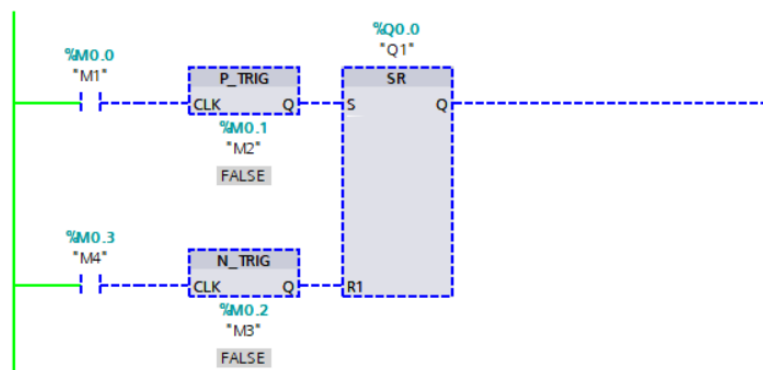 %Q0.0
"Q1"
%M0.0
"M1"
P_TRIG
SR
CLK Q
S Q
%M0.1
"M2"
FALSE
%M0.3
"M4"
N_TRIG
CLK Q
R1
%M0.2
"M3"
FALSE